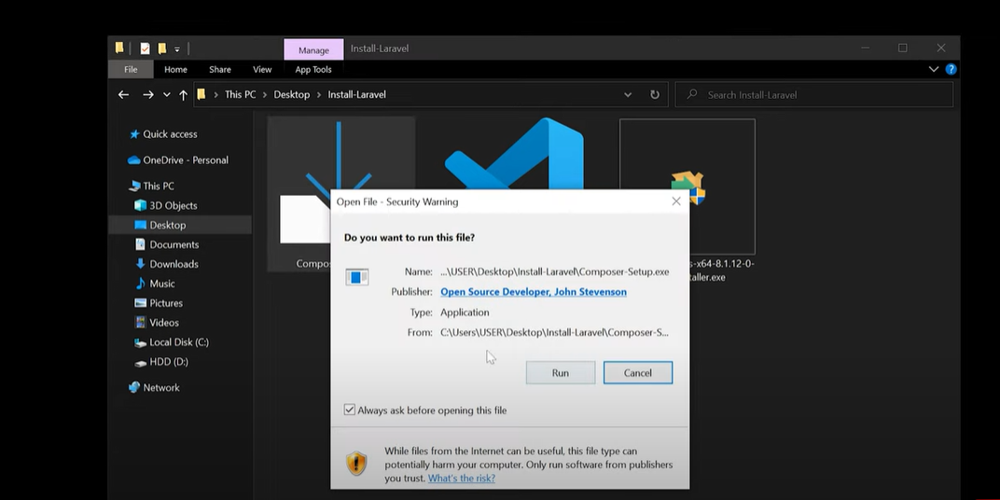 Manage
Install-Laravel
File
Home
Share
View
App Tools
This PC
Desktop
Install-Laravel
Search Install-Laravel
Quick access
OneDrive - Personal
This PC
3D Objects
Desktop
Documents
Downloads
Music
Pictures
Videos
Local Disk (C:)
HDD (D:)
Network
Compo
s-x64-8.1.12-0-
taller.exe
Open File - Security Warning
Do you want to run this file?
Name: ...\USER\Desktop\Install-Laravel\Composer-Setup.exe
Publisher: Open Source Developer, John Stevenson
Type: Application
From: C:\Users\USER\Desktop\Install-Laravel\Composer-S...
Run
Cancel
Always ask before opening this file
While files from the Internet can be useful, this file type can
potentially harm your computer. Only run software from publishers
you trust. What's the risk?